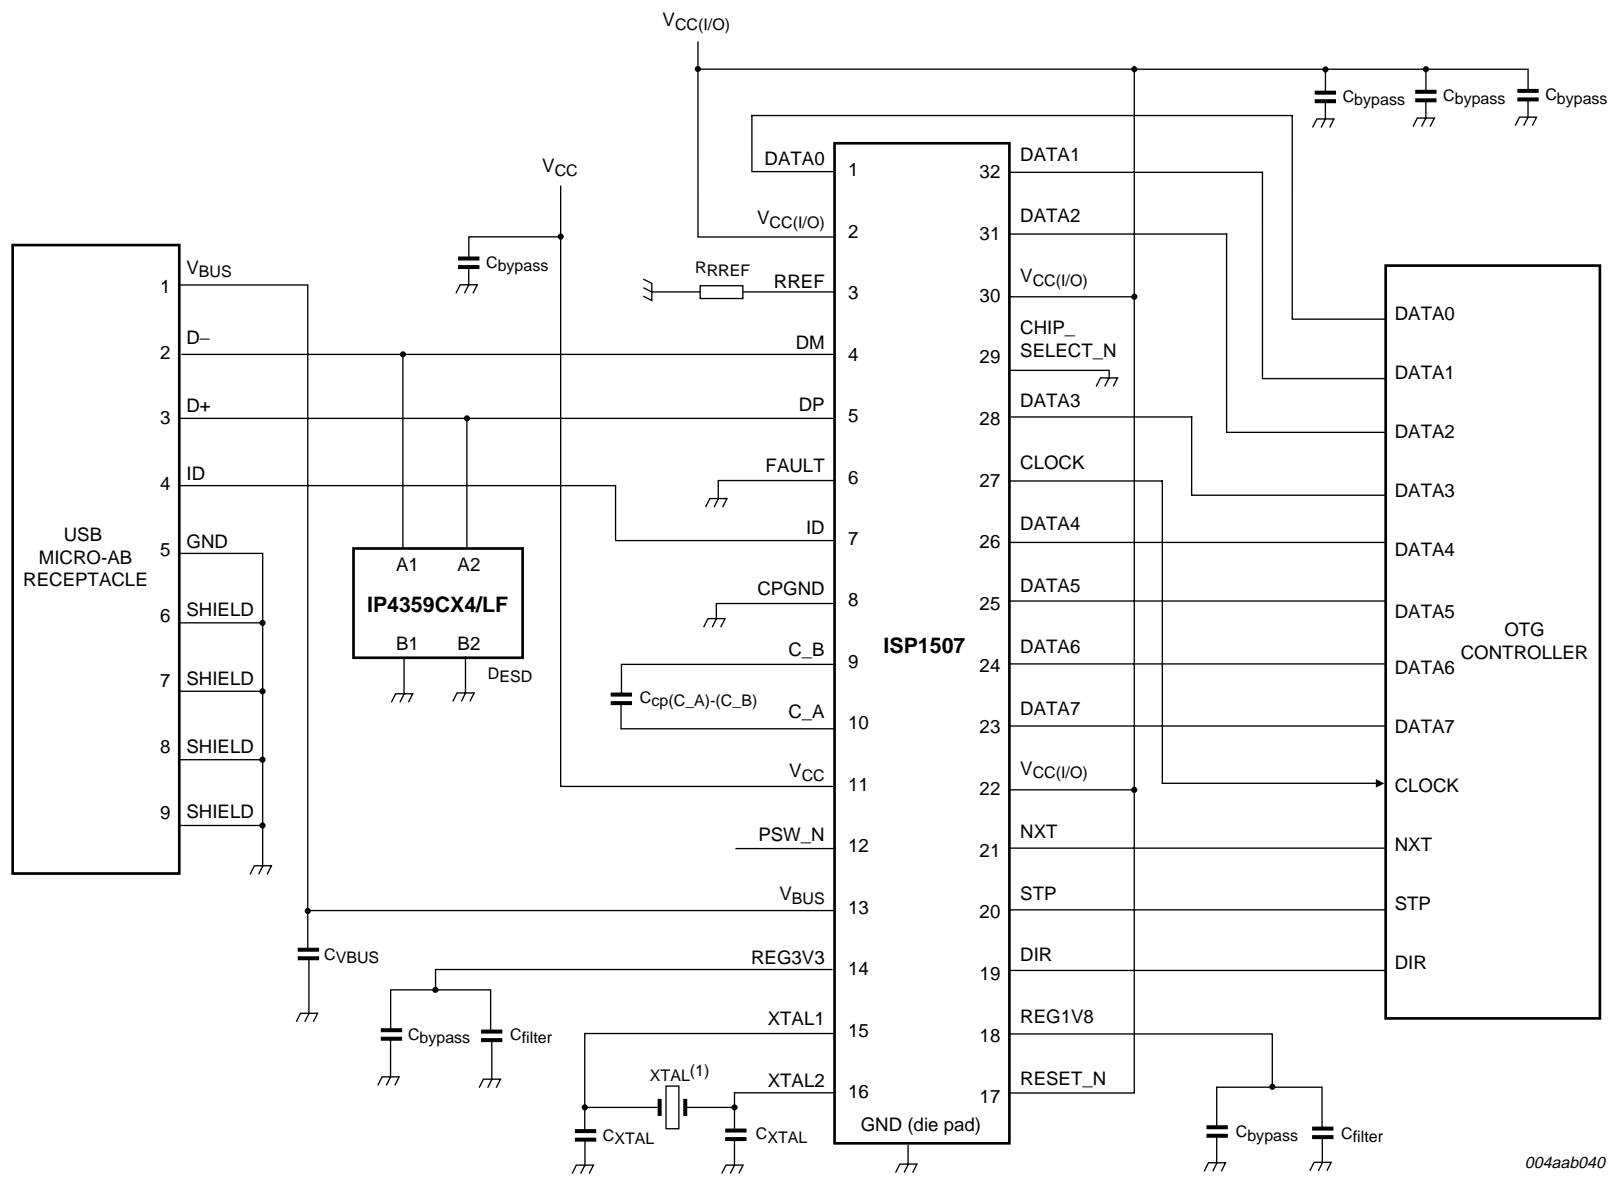 VCC(I/O)
Cbypass
Cbypass
Cbypass
VCC
Cbypass
USB
MICRO-AB
RECEPTACLE
1 VBUS
2 D−
3 D+
4 ID
5 GND
6 SHIELD
7 SHIELD
8 SHIELD
9 SHIELD
A1 A2
IP4359CX4/LF
B1 B2
DESD
RRREF
Ccp(C_A)-(C_B)
CVBUS
Cbypass
Cfilter
XTAL(1)
CXTAL
CXTAL
ISP1507
DATA0 1
VCC(I/O) 2
RREF 3
DM 4
DP 5
FAULT 6
ID 7
CPGND 8
C_B 9
C_A 10
VCC 11
PSW_N 12
VBUS 13
REG3V3 14
XTAL1 15
XTAL2 16
GND (die pad)
32 DATA1
31 DATA2
30 VCC(I/O)
29 CHIP_
SELECT_N
28 DATA3
27 CLOCK
26 DATA4
25 DATA5
24 DATA6
23 DATA7
22 VCC(I/O)
21 NXT
20 STP
19 DIR
18 REG1V8
17 RESET_N
Cbypass
Cfilter
DATA0
DATA1
DATA2
DATA3
DATA4
DATA5
DATA6
DATA7
CLOCK
NXT
STP
DIR
OTG
CONTROLLER
004aab040